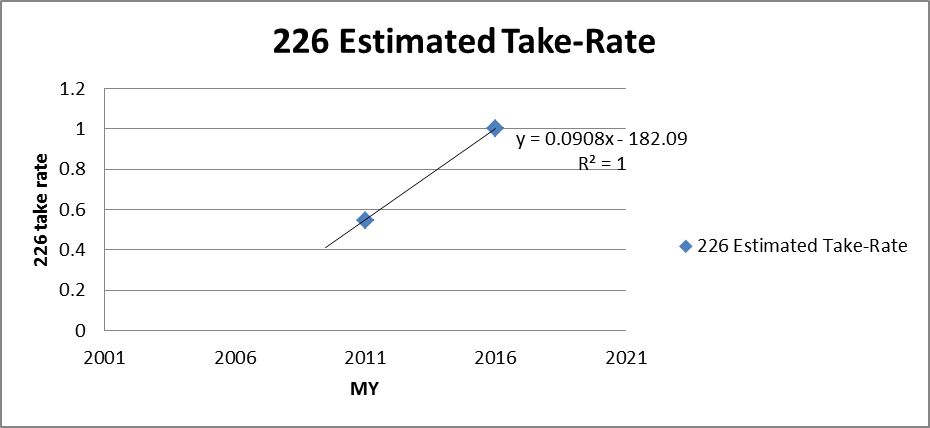 226 Estimated Take-Rate
1.2
1
0.8
0.6
0.4
0.2
0
226 take rate
y = 0.0908x - 182.09
R² = 1
226 Estimated Take-Rate
2001 2006 2011 2016 2021
MY